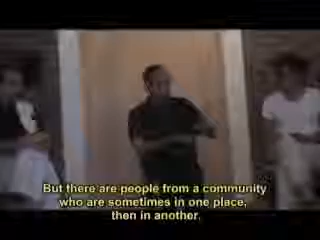 But there are people from a community
who are sometimes in one place,
then in another.